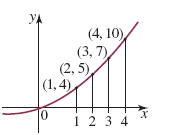 y
(4, 10)
(3, 7)
(2, 5)
(1, 4)
0
x
1 2 3 4